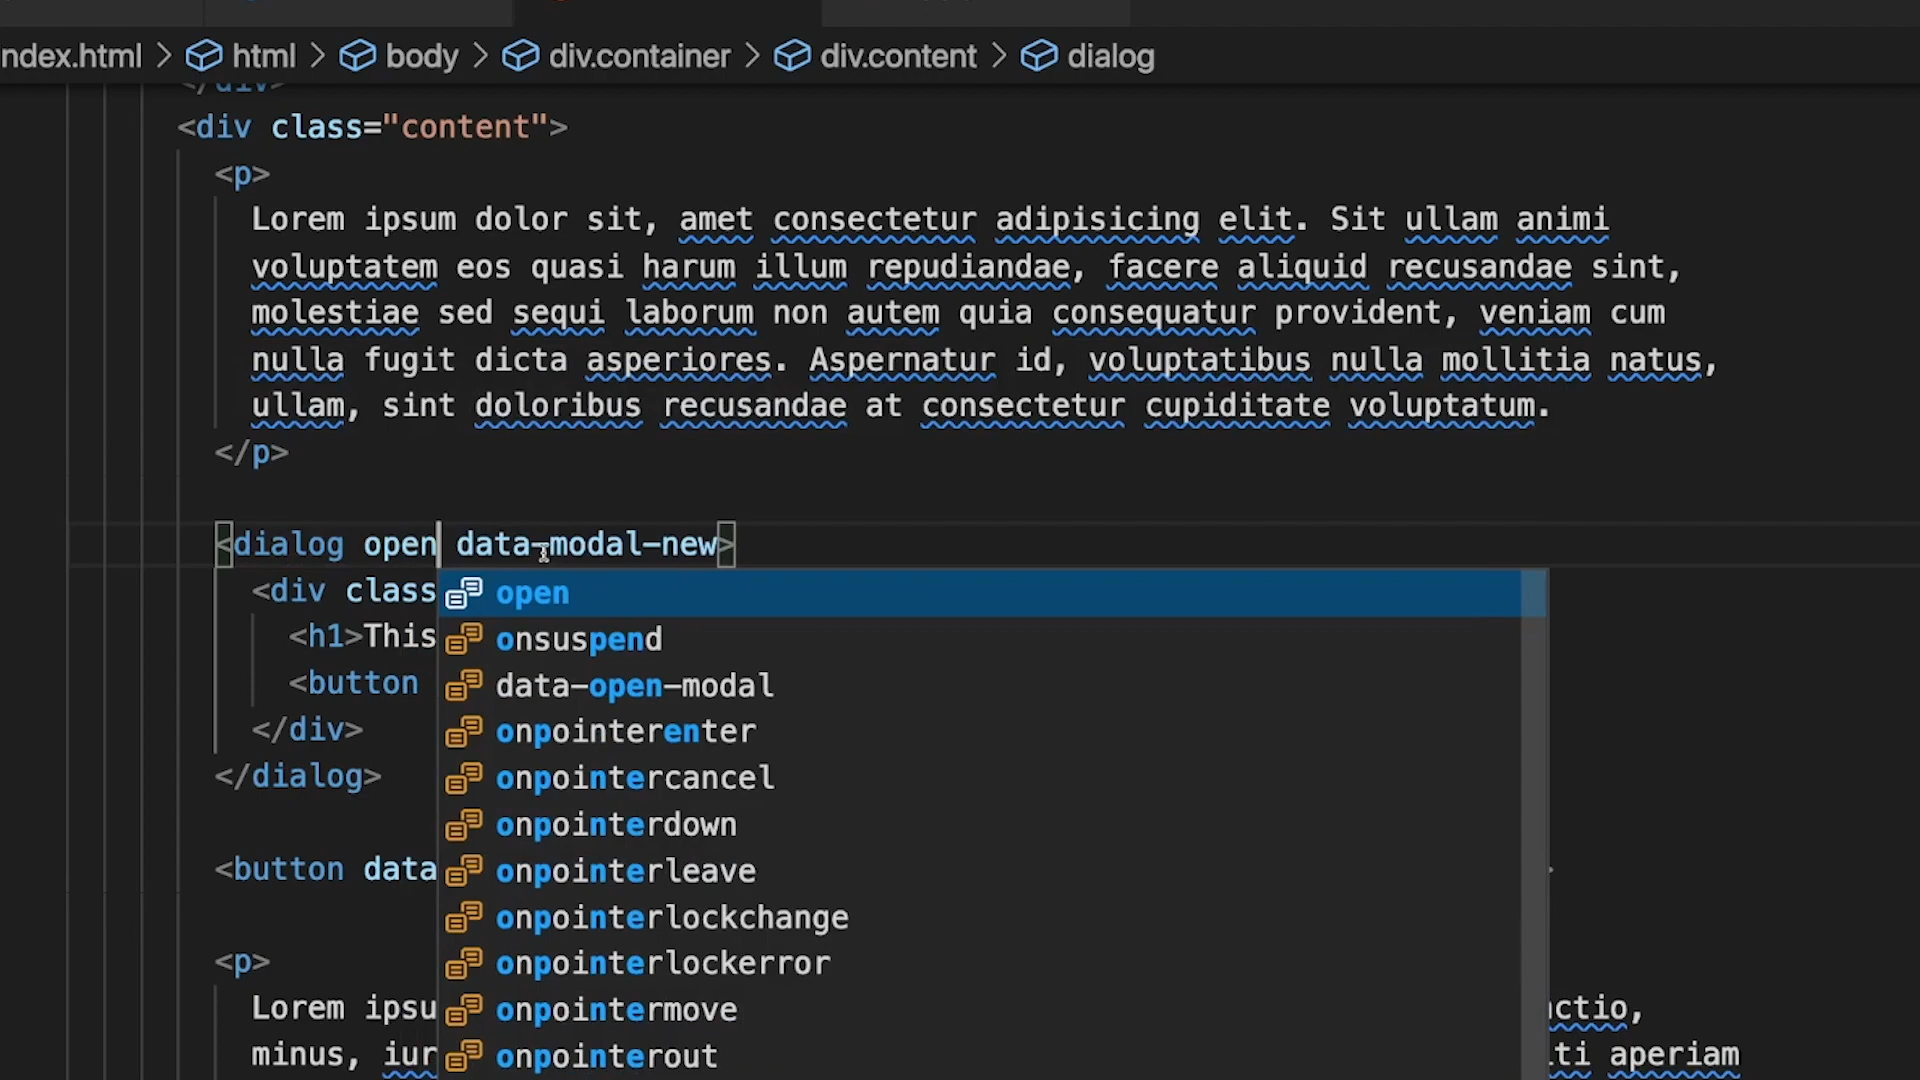 ndex.html > html > body > div.container > div.content > dialog
</div>
<div class="content">
<p>
Lorem ipsum dolor sit, amet consectetur adipisicing elit. Sit ullam animi
voluptatem eos quasi harum illum repudiandae, facere aliquid recusandae sint,
molestiae sed sequi laborum non autem quia consequatur provident, veniam cum
nulla fugit dicta asperiores. Aspernatur id, voluptatibus nulla mollitia natus,
ullam, sint doloribus recusandae at consectetur cupiditate voluptatum.
</p>
<dialog open data-modal-new>
<div class
open
onsuspend
<h1>This
data-open-modal
<button
onpointerenter
</div>
onpointercancel
</dialog>
onpointerdown
<button data
onpointerleave
onpointerlockchange
<p>
onpointerlockerror
Lorem ipsu
onpointermove
ctio,
minus, iur
onpointerout
ti aperiam